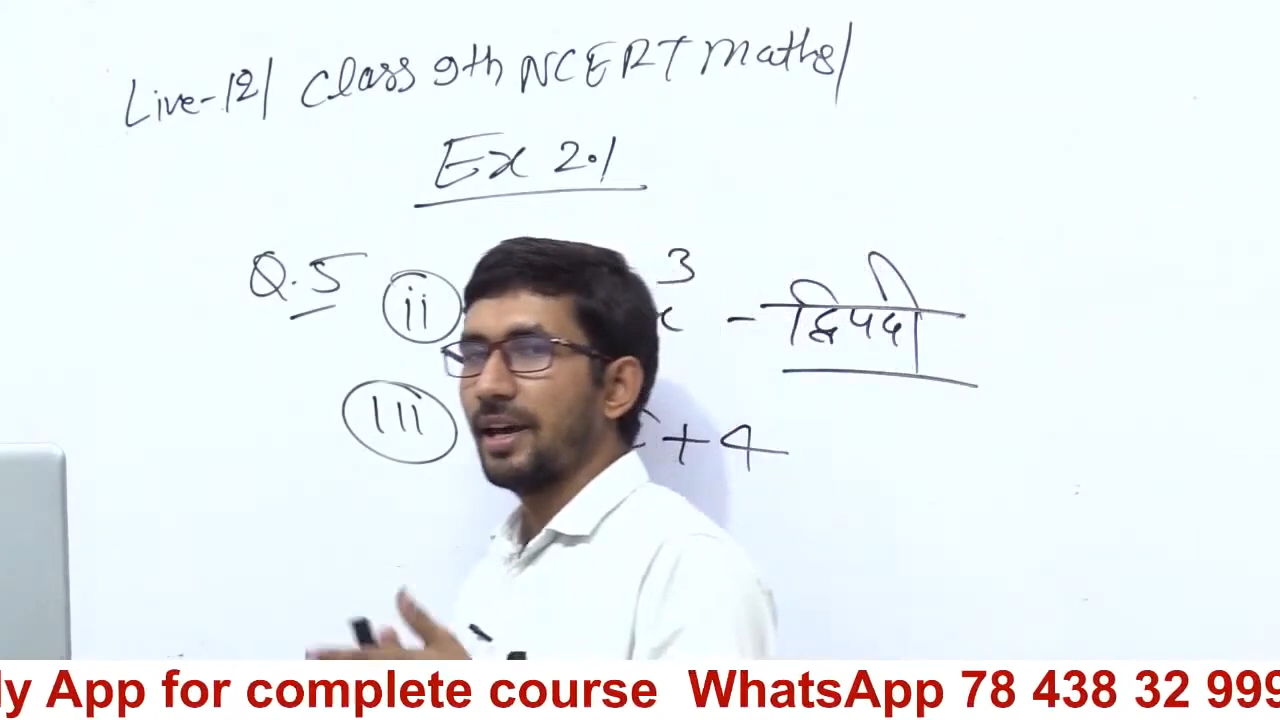 Live-12/ Class 9th NCERT Maths/
Ex 2.1
Q.5 (ii) 3 - द्विपदी
(iii) +4
ly App for complete course WhatsApp 78 438 32 999